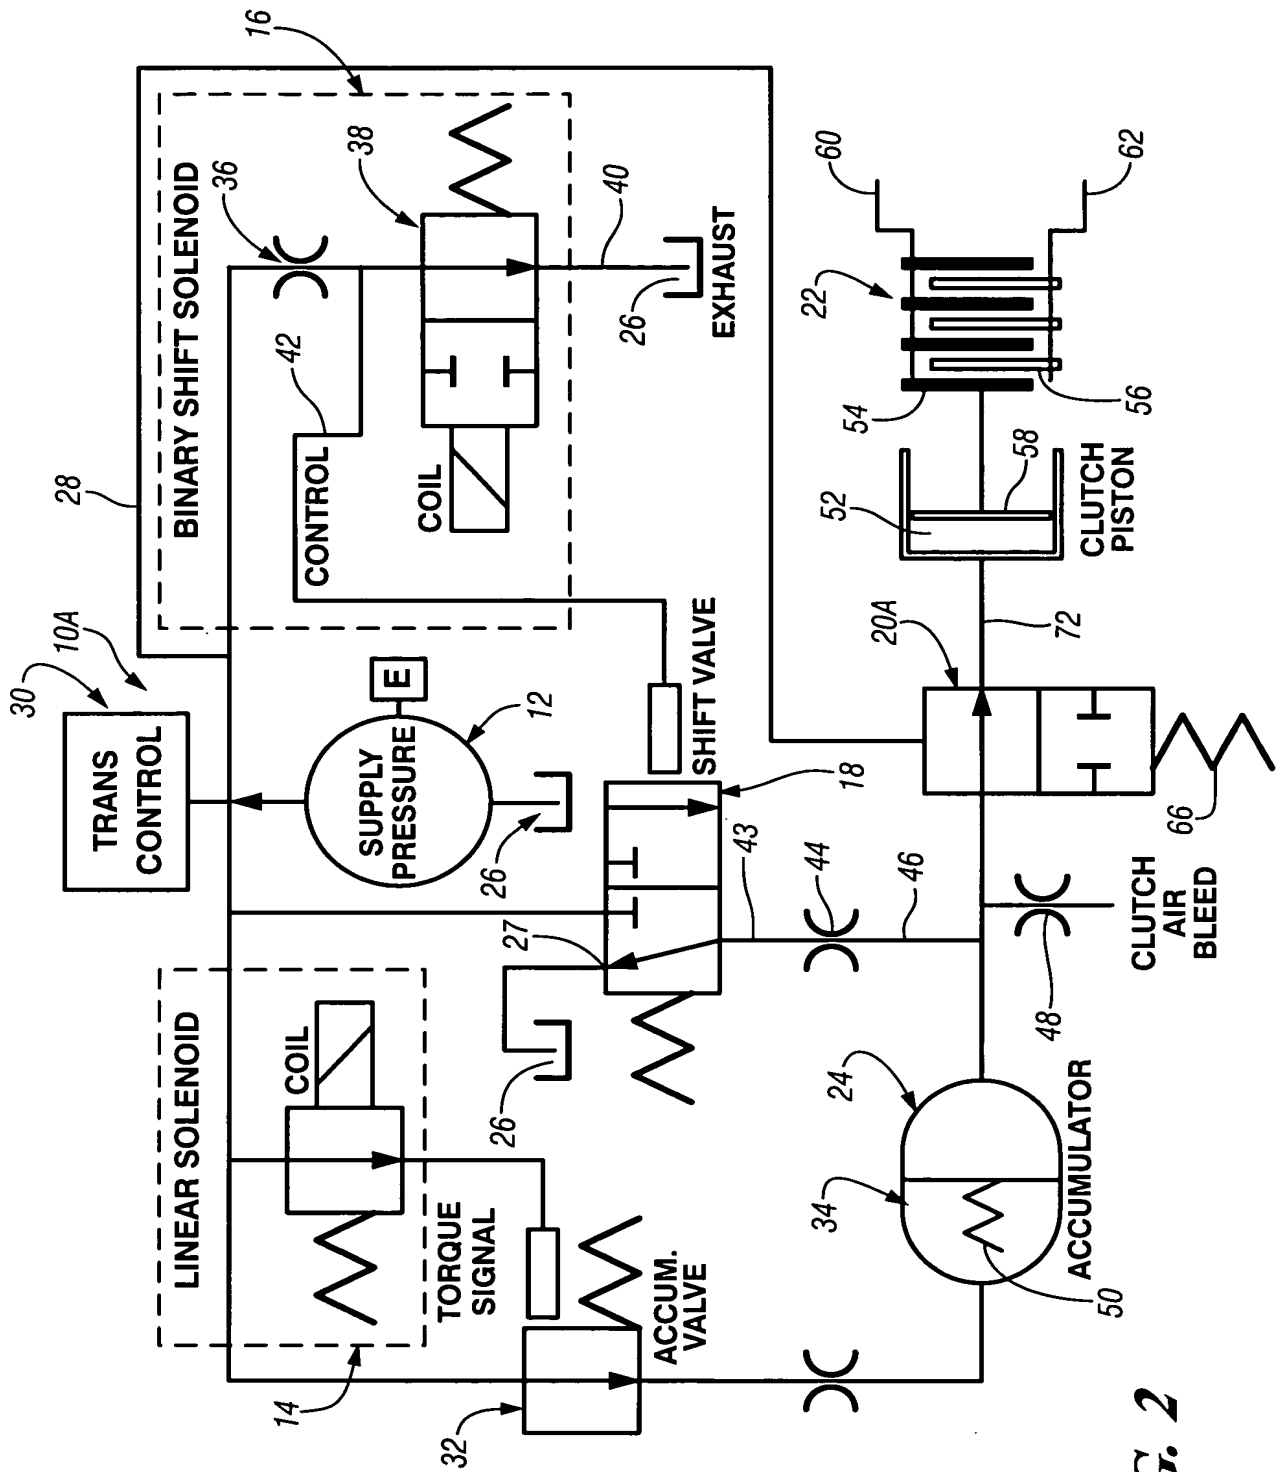 30
10A
TRANS
CONTROL
28
BINARY SHIFT SOLENOID
16
36
38
42
CONTROL
COIL
40
26
EXHAUST
E
SUPPLY
PRESSURE
12
26
SHIFT VALVE
18
27
26
43
44
46
LINEAR SOLENOID
COIL
TORQUE
SIGNAL
14
32
ACCUM.
VALVE
24
34
50
ACCUMULATOR
48
CLUTCH
AIR
BLEED
20A
66
72
52
58
CLUTCH
PISTON
54
56
22
60
62
2